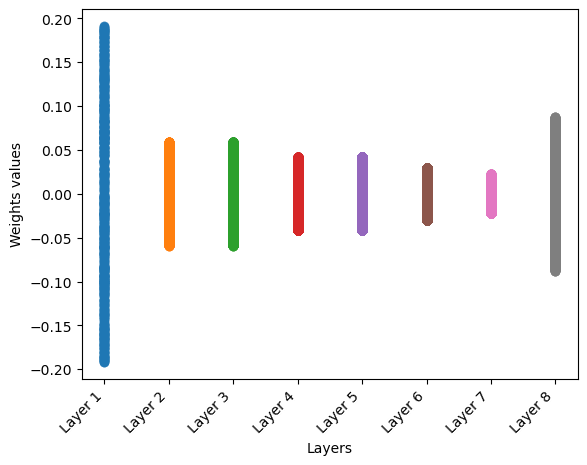 0.20
0.15
0.10
0.05
0.00
−0.05
−0.10
−0.15
−0.20
Weights values
Layer 1
Layer 2
Layer 3
Layer 4
Layer 5
Layer 6
Layer 7
Layer 8
Layers